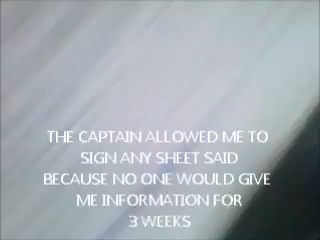 THE CAPTAIN ALLOWED ME TO
SIGN ANY SHEET SAID
BECAUSE NO ONE WOULD GIVE
ME INFORMATION FOR
3 WEEKS